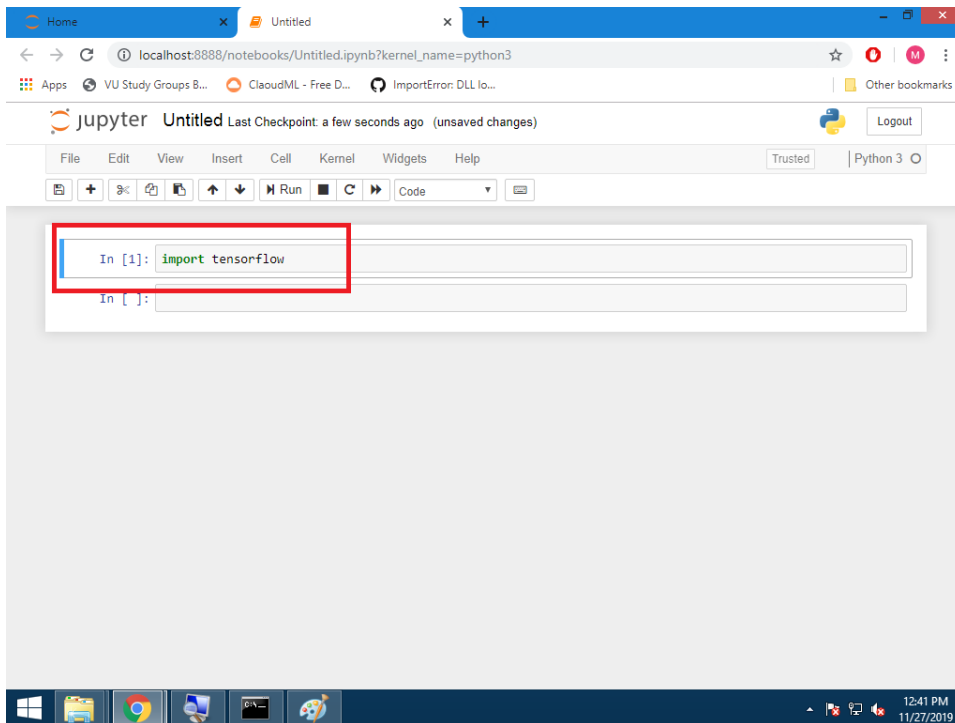 Home
Untitled
localhost:8888/notebooks/Untitled.ipynb?kernel_name=python3
M
Apps VU Study Groups B... ClaoudML - Free D... ImportError: DLL lo... Other bookmarks
jupyter Untitled Last Checkpoint: a few seconds ago (unsaved changes) Logout
File Edit View Insert Cell Kernel Widgets Help Trusted Python 3
Run Code
In [1]: import tensorflow
In [ ]:
12:41 PM
11/27/2019